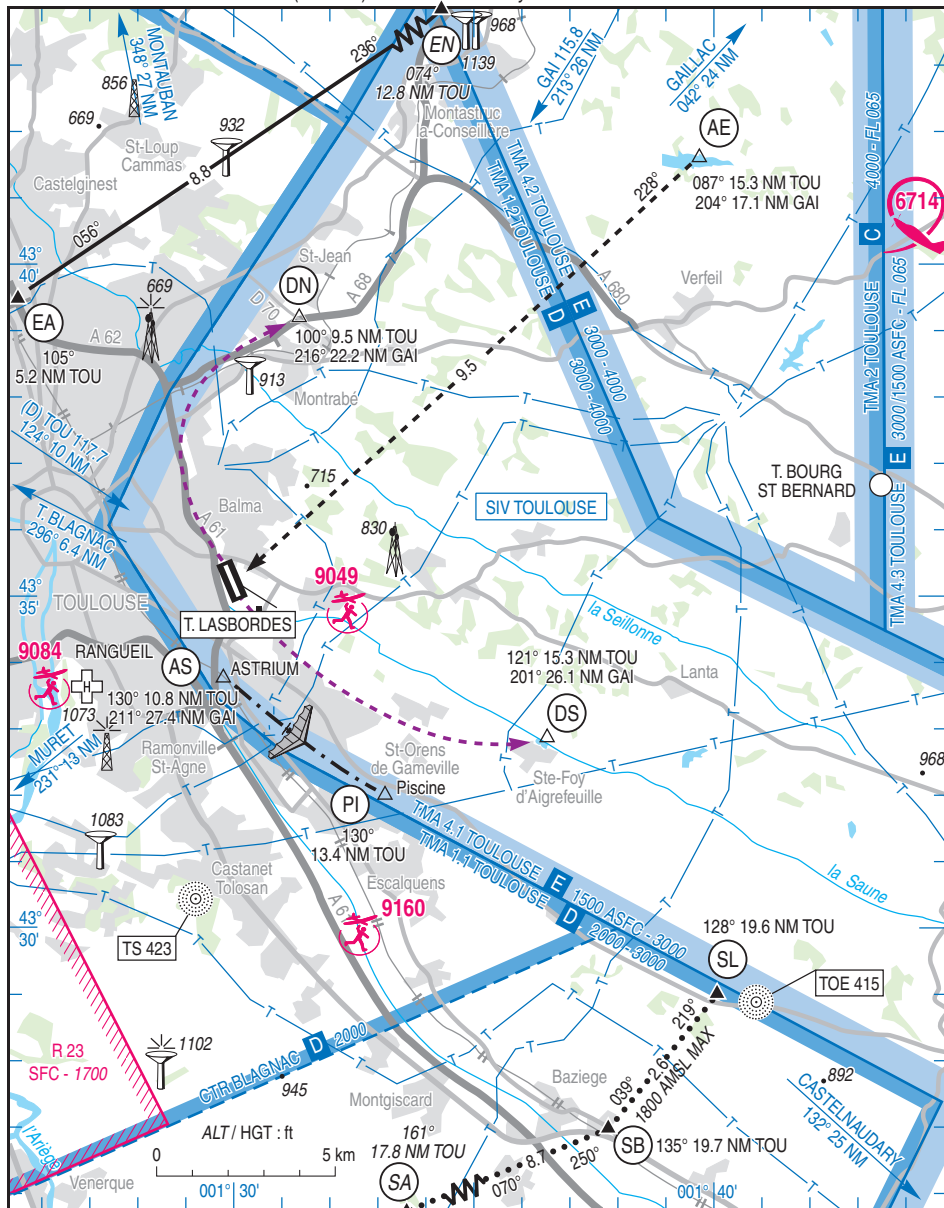 MONTAUBAN
348° 27 NM
236°
EN
968
1139
074°
12.8 NM TOU
GAI 115.8
213° 26 NM
GAILLAC
042° 24 NM
856
669
932
St-Loup
Cammas
Castelginest
Montastruc
la-Conseillère
AE
087° 15.3 NM TOU
204° 17.1 NM GAI
4000 - FL 065
6714
8.8
056°
228°
TMA 4.2 TOULOUSE
TMA 1.2 TOULOUSE
C
43°
40'
St-Jean
DN
A 68
A 680
Verfeil
669
D 70
EA
A 62
105°
5.2 NM TOU
100° 9.5 NM TOU
216° 22.2 NM GAI
E
D
3000 - 4000
3000 - 4000
TMA 2 TOULOUSE
3000 / 1500 ASFC - FL 065
E
TMA 4.3 TOULOUSE
913
Montrabé
9.5
(D) TOU 117.7
124° 10 NM
T. BLAGNAC
296° 6.4 NM
715
Balma
A 61
830
SIV TOULOUSE
T. BOURG
ST BERNARD
43°
35'
TOULOUSE
9049
T. LASBORDES
la Seillonne
9084
RANGUEIL
H
AS
ASTRIUM
130° 10.8 NM TOU
211° 27.4 NM GAI
121° 15.3 NM TOU
201° 26.1 NM GAI
DS
Lanta
1073
MURET
231° 13 NM
Ramonville
St-Agne
St-Orens
de Gameville
Ste-Foy
d'Aigrefeuille
968
Piscine
PI
130°
13.4 NM TOU
TMA 4.1 TOULOUSE
TMA 1.1 TOULOUSE
E
D
1500 ASFC - 3000
2000 - 3000
1083
Castanet
Tolosan
Escalquens
la Saune
9160
A 61
43°
30'
TS 423
128° 19.6 NM TOU
SL
TOE 415
R 23
SFC - 1700
1102
CTR BLAGNAC
D
2000
945
219°
2.6
039°
1800 AMSL MAX
Baziege
892
CASTELNAUDARY
132° 25 NM
Montgiscard
ALT / HGT : ft
0
5 km
161°
17.8 NM TOU
SA
SB
135° 19.7 NM TOU
8.7
250°
070°
l'Ariège
Venerque
001° 30'
001° 40'